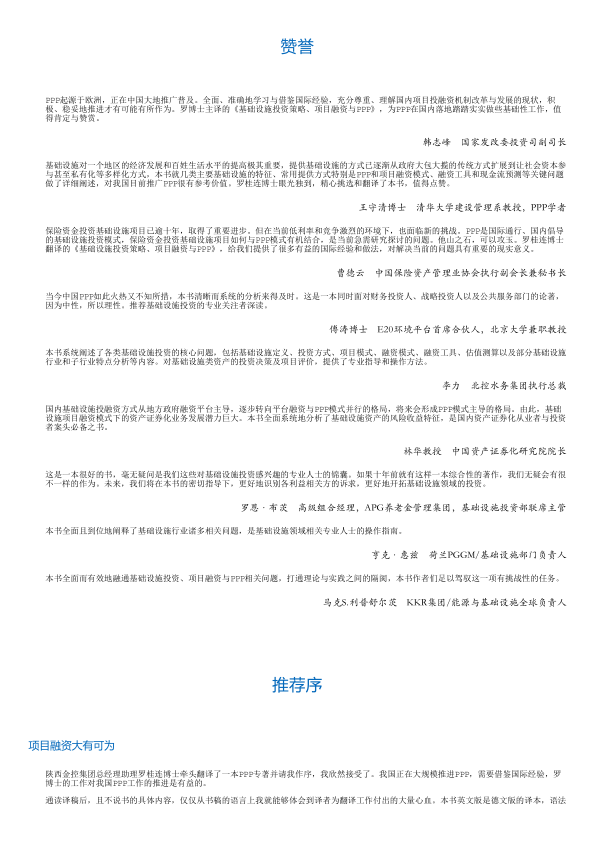 赞誉
PPP起源于欧洲，正在中国大地推广普及。全面、准确地学习与借鉴国际经验，充分尊重、理解国内项目投融资机制改革与发展的现状，积
极、稳妥地推进才有可能有所作为。罗博士主译的《基础设施投资策略、项目融资与PPP》，为PPP在国内落地踏踏实实做些基础性工作，值
得肯定与赞赏。
韩志峰　国家发改委投资司副司长
基础设施对一个地区的经济发展和百姓生活水平的提高极其重要，提供基础设施的方式已逐渐从政府大包大揽的传统方式扩展到让社会资本参
与甚至私有化等多样化方式，本书就几类主要基础设施的特征、常用提供方式特别是PPP和项目融资模式、融资工具和现金流预测等关键问题
做了详细阐述，对我国目前推广PPP很有参考价值。罗桂连博士眼光独到，精心挑选和翻译了本书，值得点赞。
王守清博士　清华大学建设管理系教授，PPP学者
保险资金投资基础设施项目已逾十年，取得了重要进步。但在当前低利率和竞争激烈的环境下，也面临新的挑战。PPP是国际通行、国内倡导
的基础设施投资模式，保险资金投资基础设施项目如何与PPP模式有机结合，是当前急需研究探讨的问题。他山之石，可以攻玉。罗桂连博士
翻译的《基础设施投资策略、项目融资与PPP》，给我们提供了很多有益的国际经验和做法，对解决当前的问题具有重要的现实意义。
曹德云　中国保险资产管理业协会执行副会长兼秘书长
当今中国PPP如此火热又不知所措，本书清晰而系统的分析来得及时。这是一本同时面对财务投资人、战略投资人以及公共服务部门的论著，
因为中性，所以理性。推荐基础设施投资的专业关注者深读。
傅涛博士　E20环境平台首席合伙人，北京大学兼职教授
本书系统阐述了各类基础设施投资的核心问题，包括基础设施定义、投资方式、项目模式、融资模式、融资工具、估值测算以及部分基础设施
行业和子行业特点分析等内容。对基础设施类资产的投资决策及项目评价，提供了专业指导和操作方法。
李力　北控水务集团执行总裁
国内基础设施投融资方式从地方政府融资平台主导，逐步转向平台融资与PPP模式并行的格局，将来会形成PPP模式主导的格局。由此，基础
设施项目融资模式下的资产证券化业务发展潜力巨大。本书全面系统地分析了基础设施资产的风险收益特征，是国内资产证券化从业者与投资
者案头必备之书。
林华教授　中国资产证券化研究院院长
这是一本很好的书，毫无疑问是我们这些对基础设施投资感兴趣的专业人士的锦囊。如果十年前就有这样一本综合性的著作，我们无疑会有很
不一样的作为。未来，我们将在本书的密切指导下，更好地识别各利益相关方的诉求，更好地开拓基础设施领域的投资。
罗恩·布茨　高级组合经理，APG养老金管理集团，基础设施投资部联席主管
本书全面且到位地阐释了基础设施行业诸多相关问题，是基础设施领域相关专业人士的操作指南。
亨克·惠兹　荷兰PGGM/基础设施部门负责人
本书全面而有效地融通基础设施投资、项目融资与PPP相关问题，打通理论与实践之间的隔阂，本书作者们足以驾驭这一项有挑战性的任务。
马克S.利普舒尔茨　KKR集团/能源与基础设施全球负责人
推荐序
项目融资大有可为
陕西金控集团总经理助理罗桂连博士牵头翻译了一本PPP专著并请我作序，我欣然接受了。我国正在大规模推进PPP，需要借鉴国际经验，罗
博士的工作对我国PPP工作的推进是有益的。
通读译稿后，且不说书的具体内容，仅仅从书稿的语言上我就能够体会到译者为翻译工作付出的大量心血。本书英文版是德文版的译本，语法